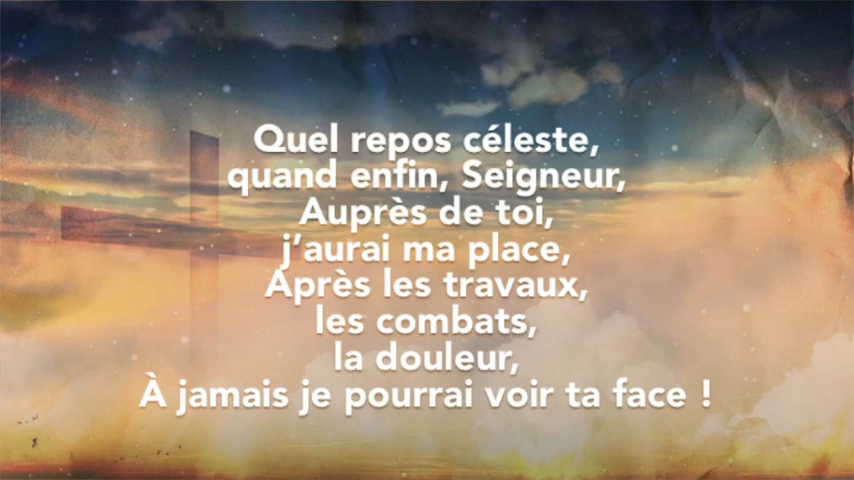 Quel repos céleste,
quand enfin, Seigneur,
Auprès de toi,
j’aurai ma place,
Après les travaux,
les combats,
la douleur,
À jamais je pourrai voir ta face !